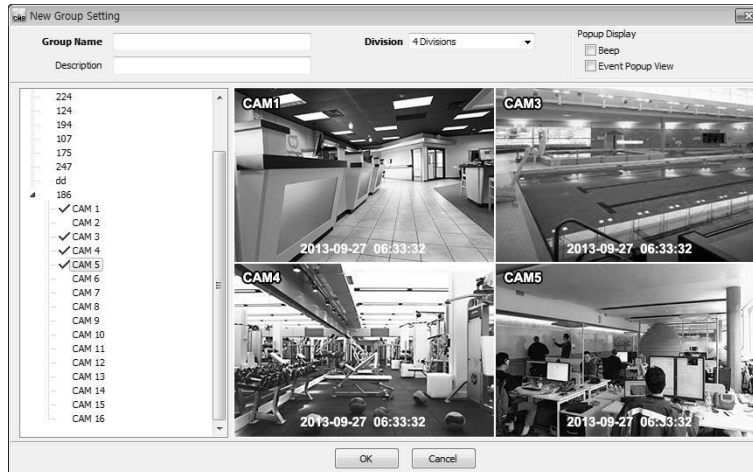 CMS New Group Setting
Group Name
Division 4 Divisions
Popup Display
Beep
Description
Event Popup View
224
124
194
107
175
247
dd
186
CAM 1
CAM 2
CAM 3
CAM 4
CAM 5
CAM 6
CAM 7
CAM 8
CAM 9
CAM 10
CAM 11
CAM 12
CAM 13
CAM 14
CAM 15
CAM 16
CAM1
2013-09-27 06:33:32
CAM3
2013-09-27 06:33:32
CAM4
2013-09-27 06:33:32
CAM5
2013-09-27 06:33:32
OK Cancel